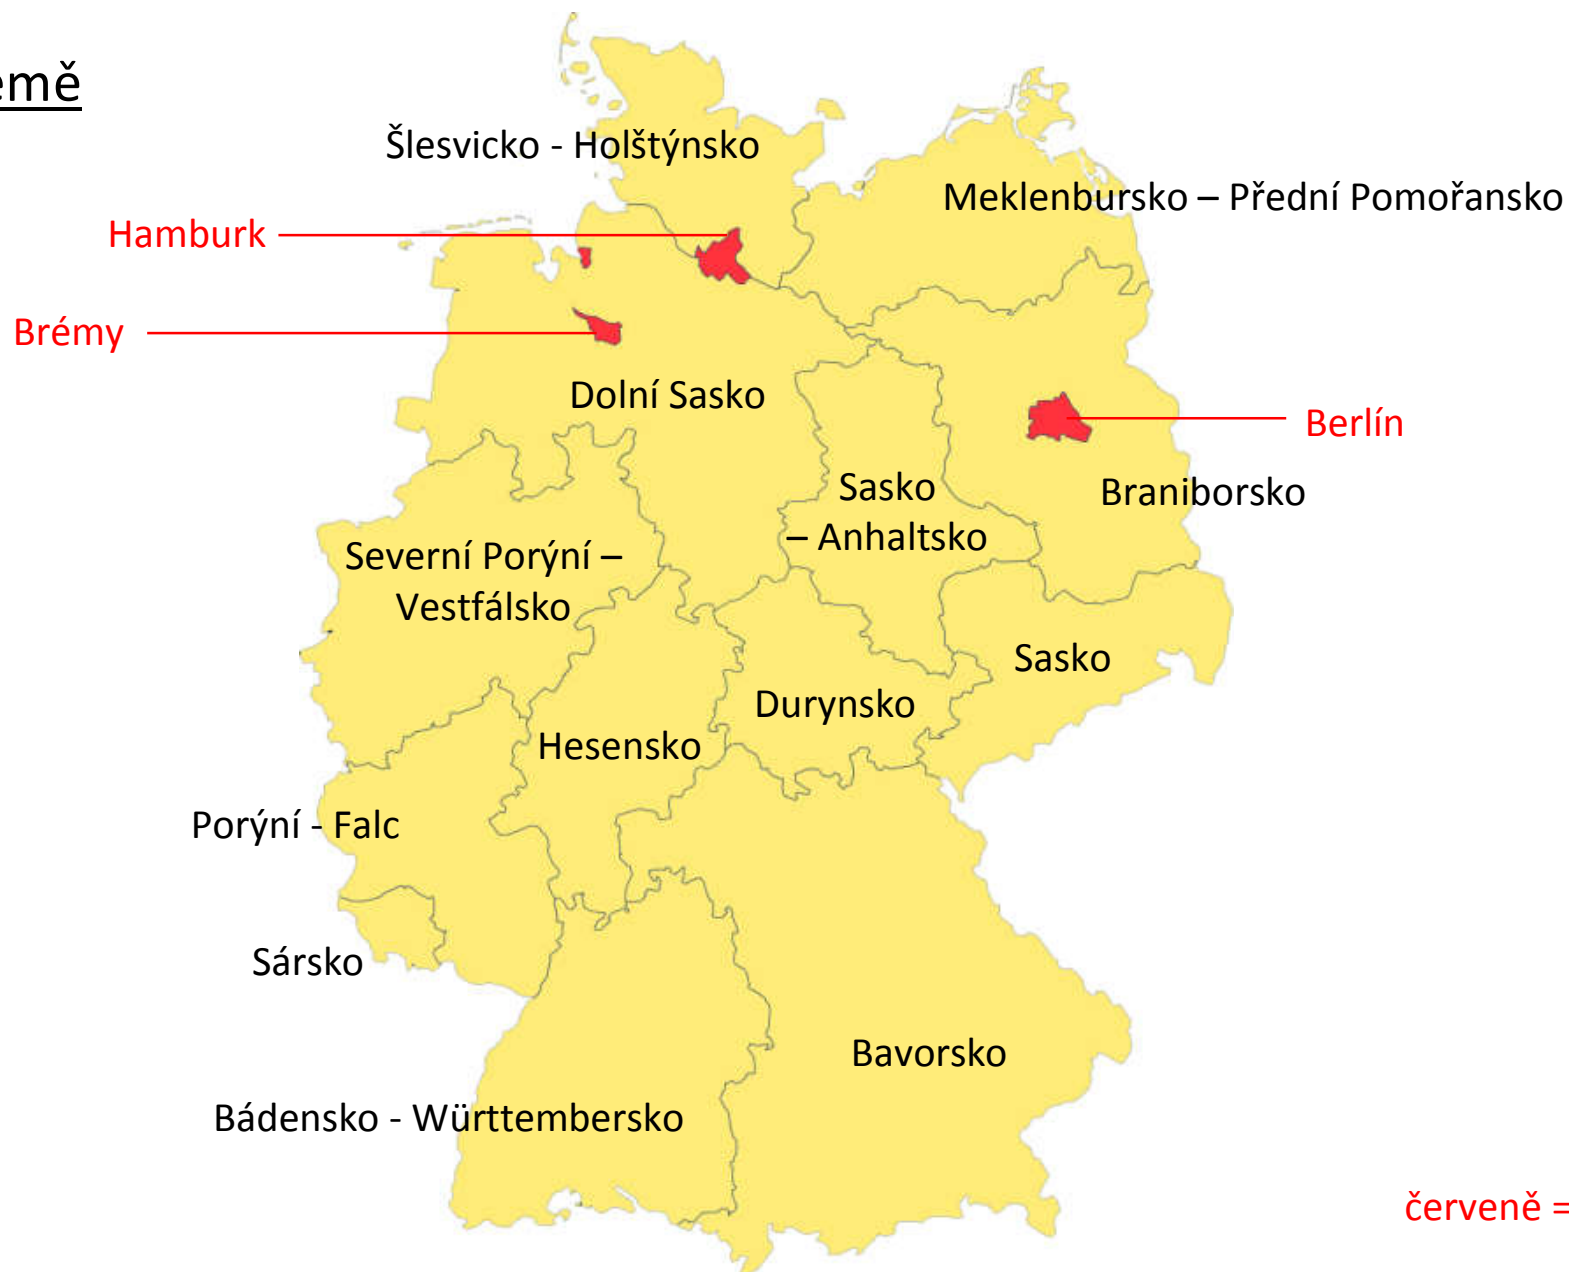 emě
Šlesvicko - Holštýnsko
Meklenbursko – Přední Pomořansko
Hamburk
Brémy
Dolní Sasko
Berlín
Sasko
– Anhaltsko
Braniborsko
Severní Porýní –
Vestfálsko
Sasko
Durynsko
Hesensko
Porýní - Falc
Sársko
Bavorsko
Bádensko - Württembersko
červeně =